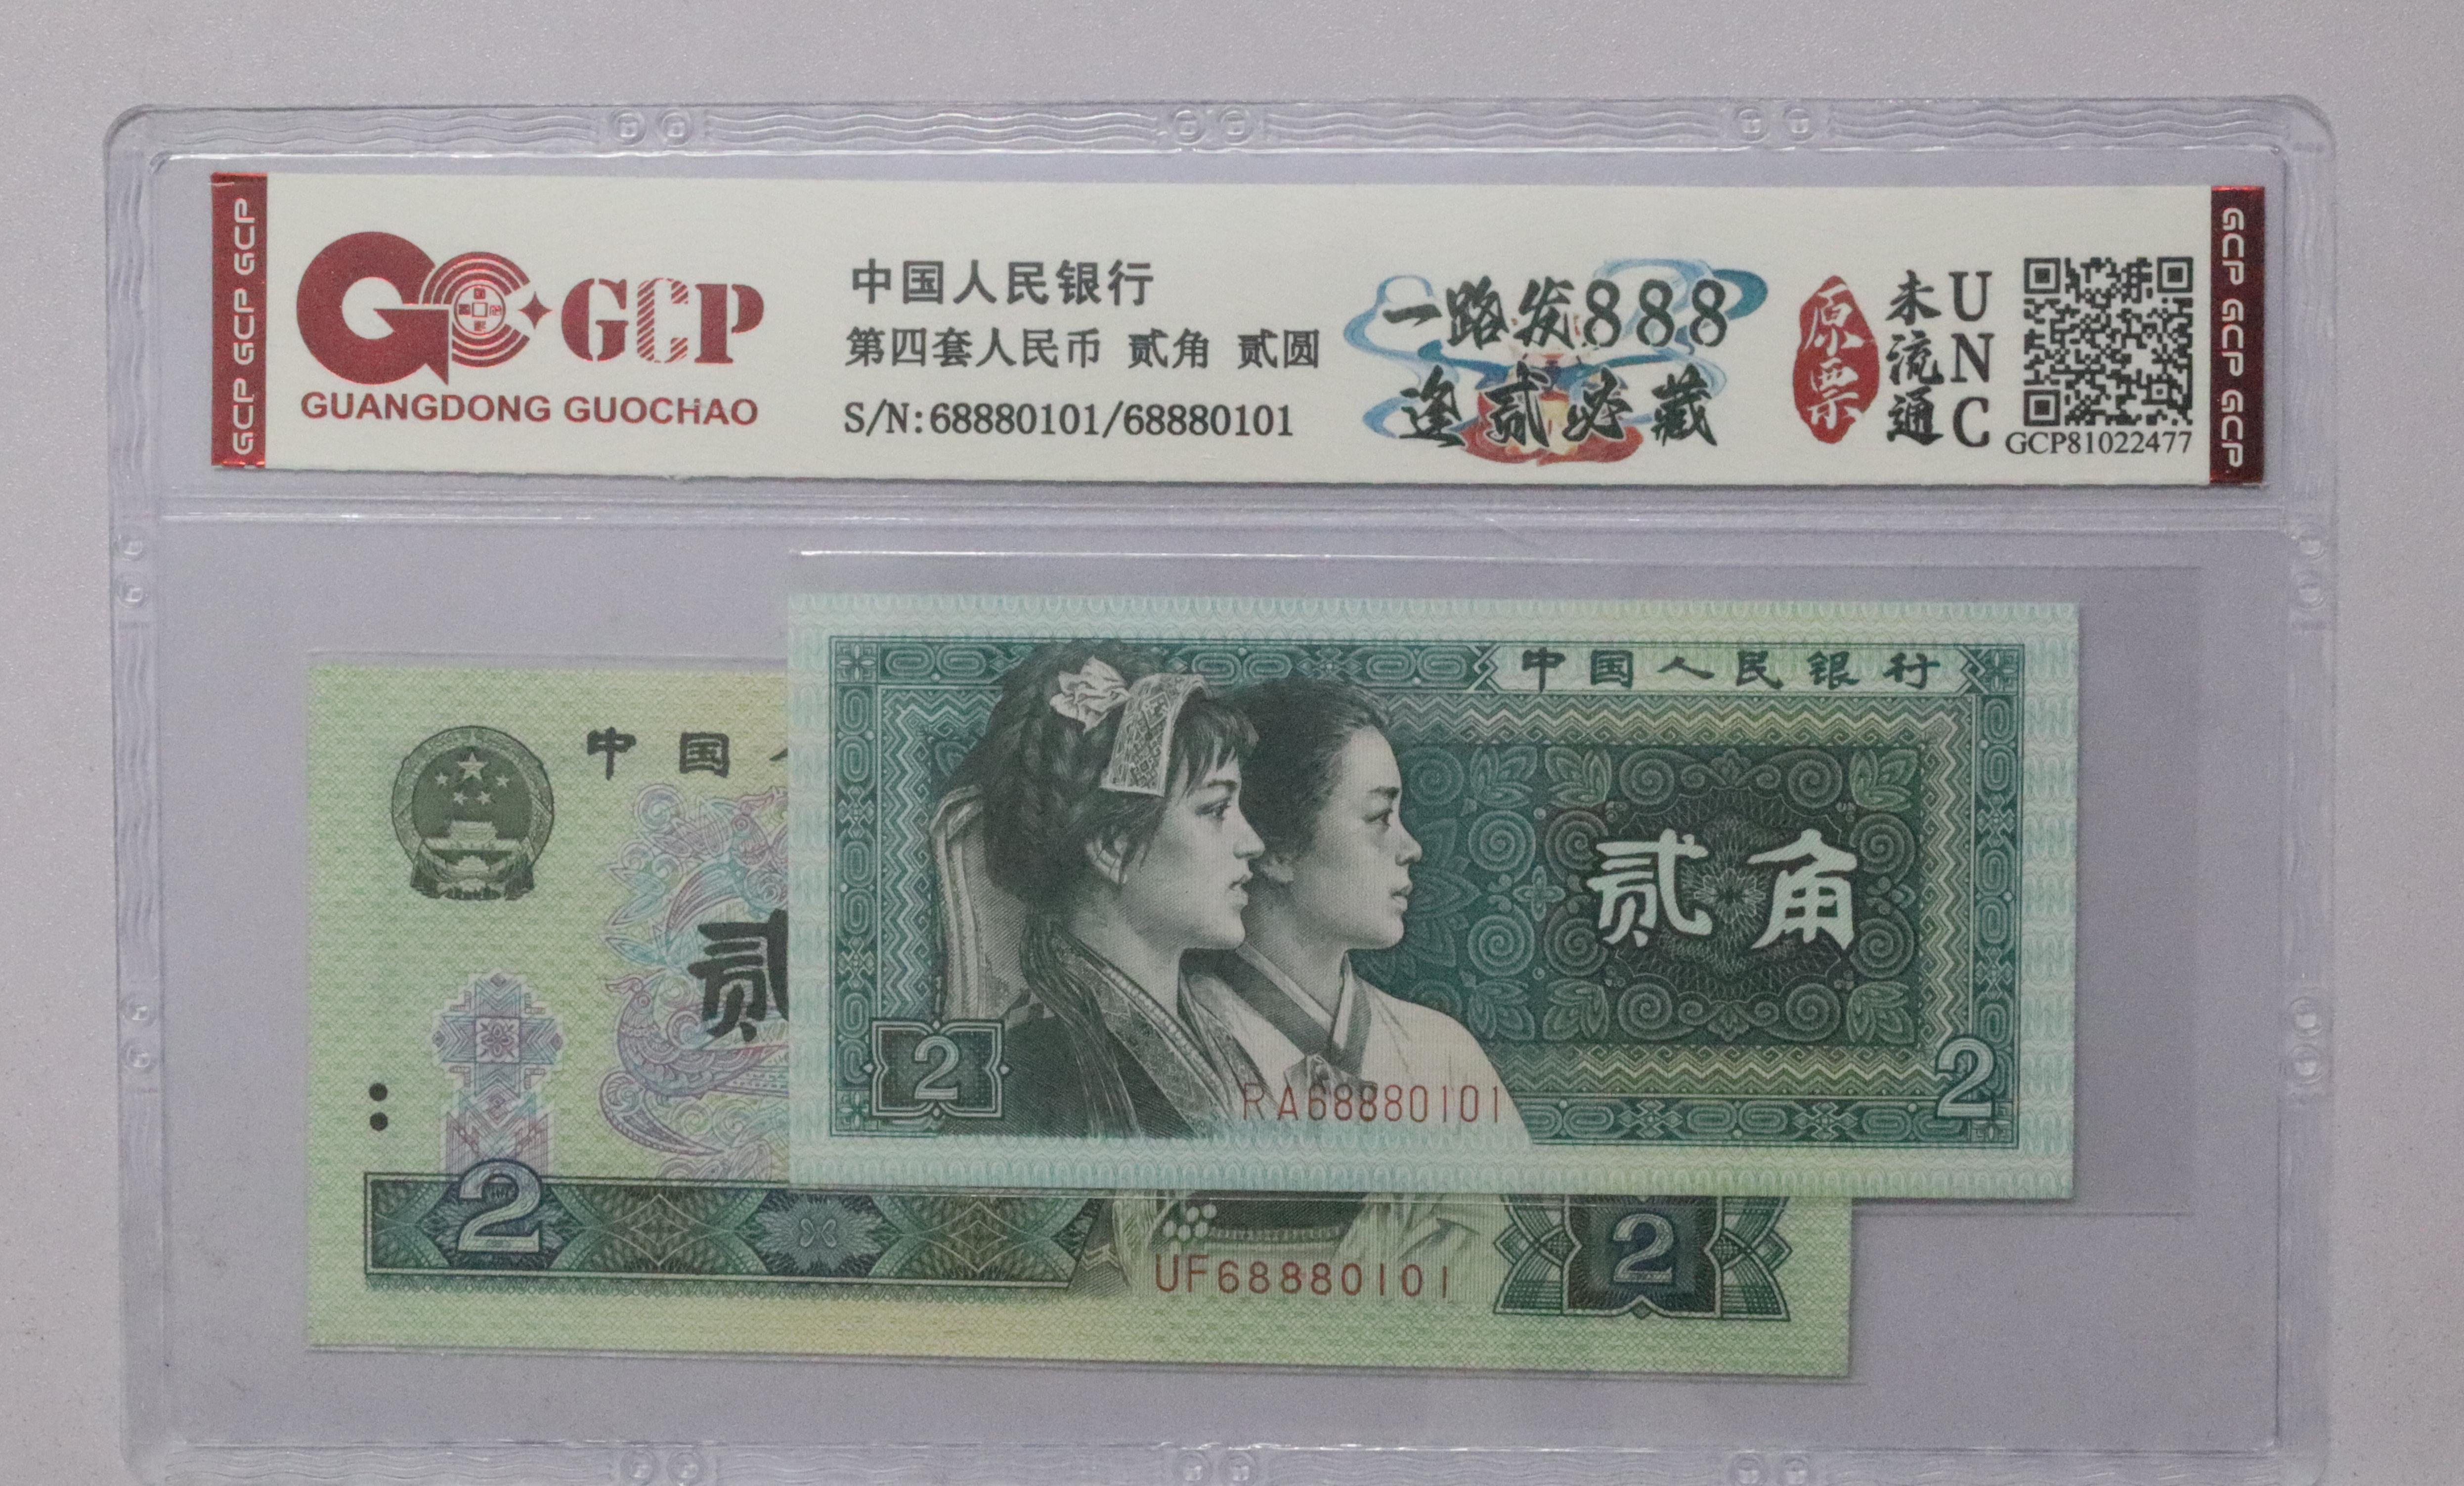 GCP GCP GCP
GCP
GUANGDONG GUOCHAO
中国人民银行
第四套人民币 贰角 贰圆
S/N:68880101/68880101
一路发888
逢贰必藏
原票
未流通
UNC
GCP81022477
GCP GCP GCP
中国人民银行
贰角
2
RA68880101
2
中国
贰
2
UF68880101
2